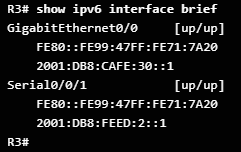 R3# show ipv6 interface brief
GigabitEthernet0/0 [up/up]
FE80::FE99:47FF:FE71:7A20
2001:DB8:CAFE:30::1
Serial0/0/1 [up/up]
FE80::FE99:47FF:FE71:7A20
2001:DB8:FEED:2::1
R3#